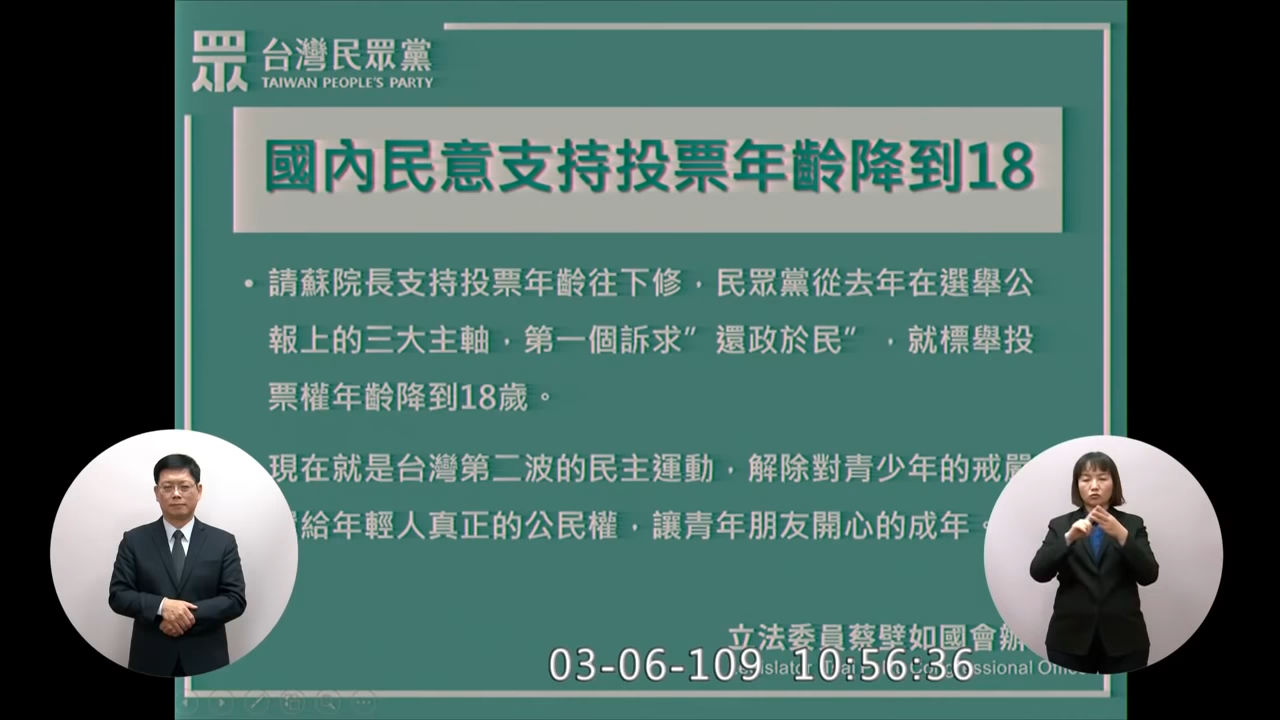 眾 台灣民眾黨
TAIWAN PEOPLE'S PARTY
國內民意支持投票年齡降到18
• 請蘇院長支持投票年齡往下修，民眾黨從去年在選舉公
報上的三大主軸，第一個訴求”還政於民”，就標舉投
票權年齡降到18歲。
現在就是台灣第二波的民主運動，解除對青少年的戒嚴
給年輕人真正的公民權，讓青年朋友開心的成年。
立法委員蔡壁如國會辦
Congressional
03-06-109 10:56:36